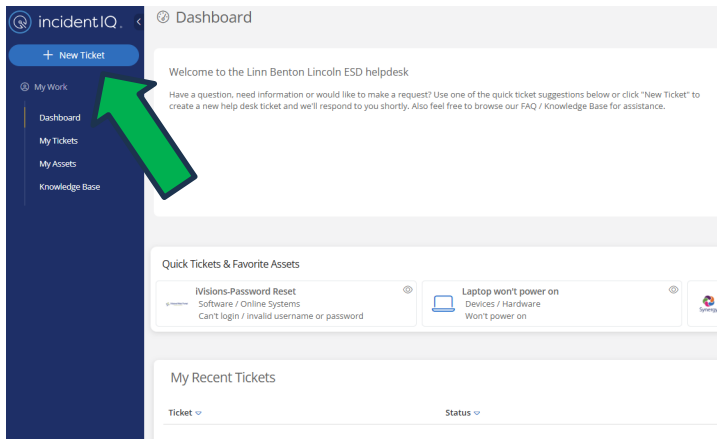 incidentIQ.
Dashboard
+ New Ticket
My Work
Dashboard
My Tickets
My Assets
Knowledge Base
Welcome to the Linn Benton Lincoln ESD helpdesk
Have a question, need information or would like to make a request? Use one of the quick ticket suggestions below or click "New Ticket" to
create a new help desk ticket and we'll respond to you shortly. Also feel free to browse our FAQ / Knowledge Base for assistance.
Quick Tickets & Favorite Assets
iVisions-Password Reset
Software / Online Systems
Can't login / invalid username or password
Laptop won't power on
Devices / Hardware
Won't power on
Synergy
My Recent Tickets
Ticket
Status